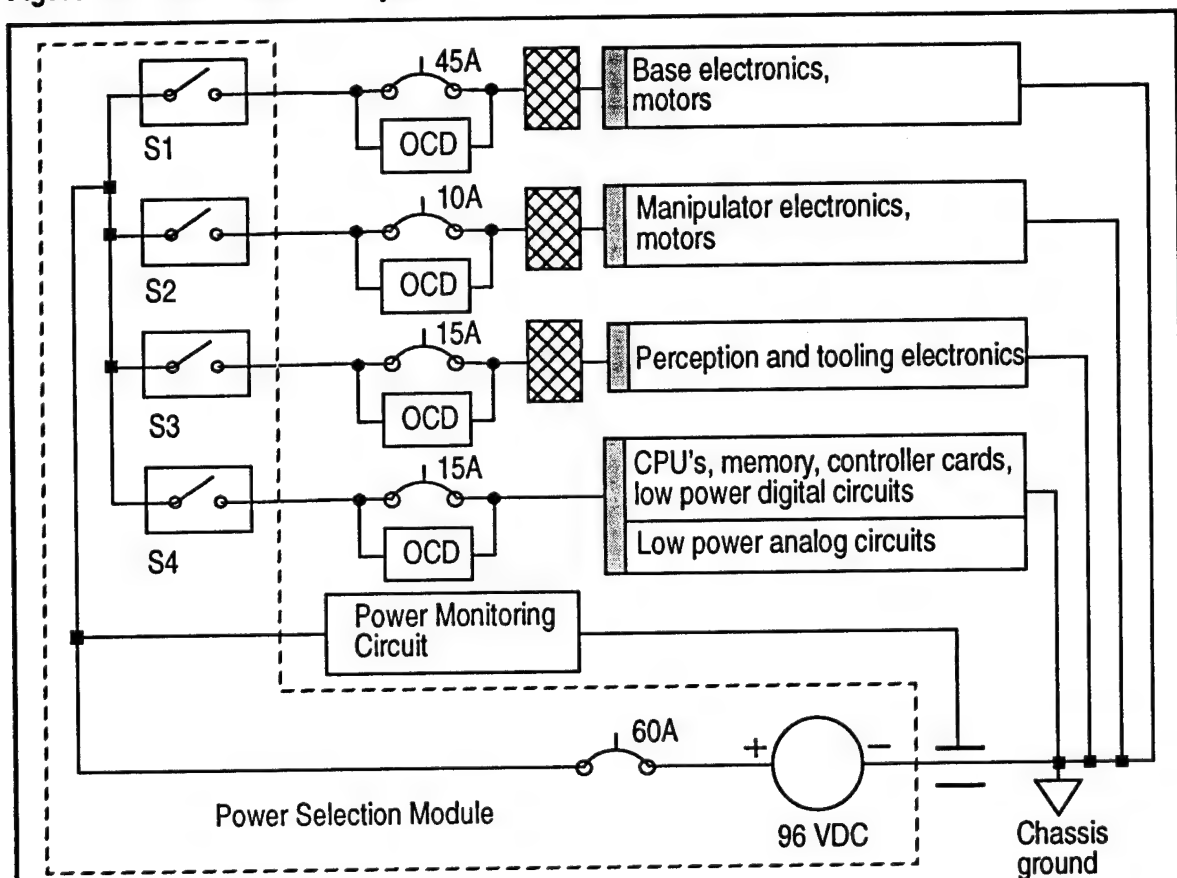 S1
45A
OCD
Base electronics,
motors
S2
10A
OCD
Manipulator electronics,
motors
S3
15A
OCD
Perception and tooling electronics
S4
15A
OCD
CPU's, memory, controller cards,
low power digital circuits
Low power analog circuits
Power Monitoring
Circuit
60A
+
−
96 VDC
Power Selection Module
Chassis
ground